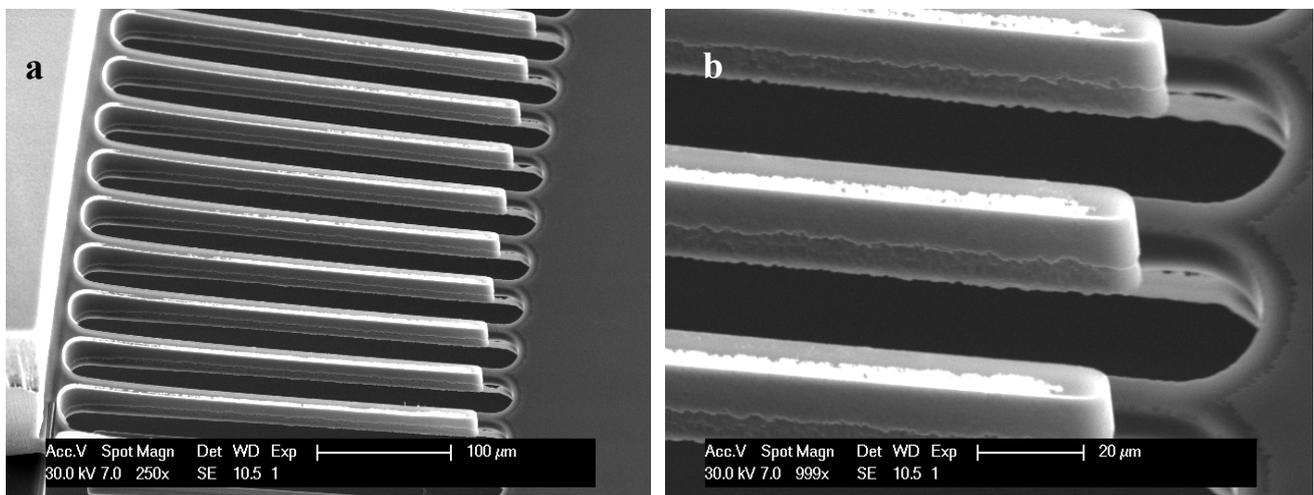 a
Acc.V Spot Magn Det WD Exp 100 µm
30.0 kV 7.0 250x SE 10.5 1
b
Acc.V Spot Magn Det WD Exp 20 µm
30.0 kV 7.0 999x SE 10.5 1